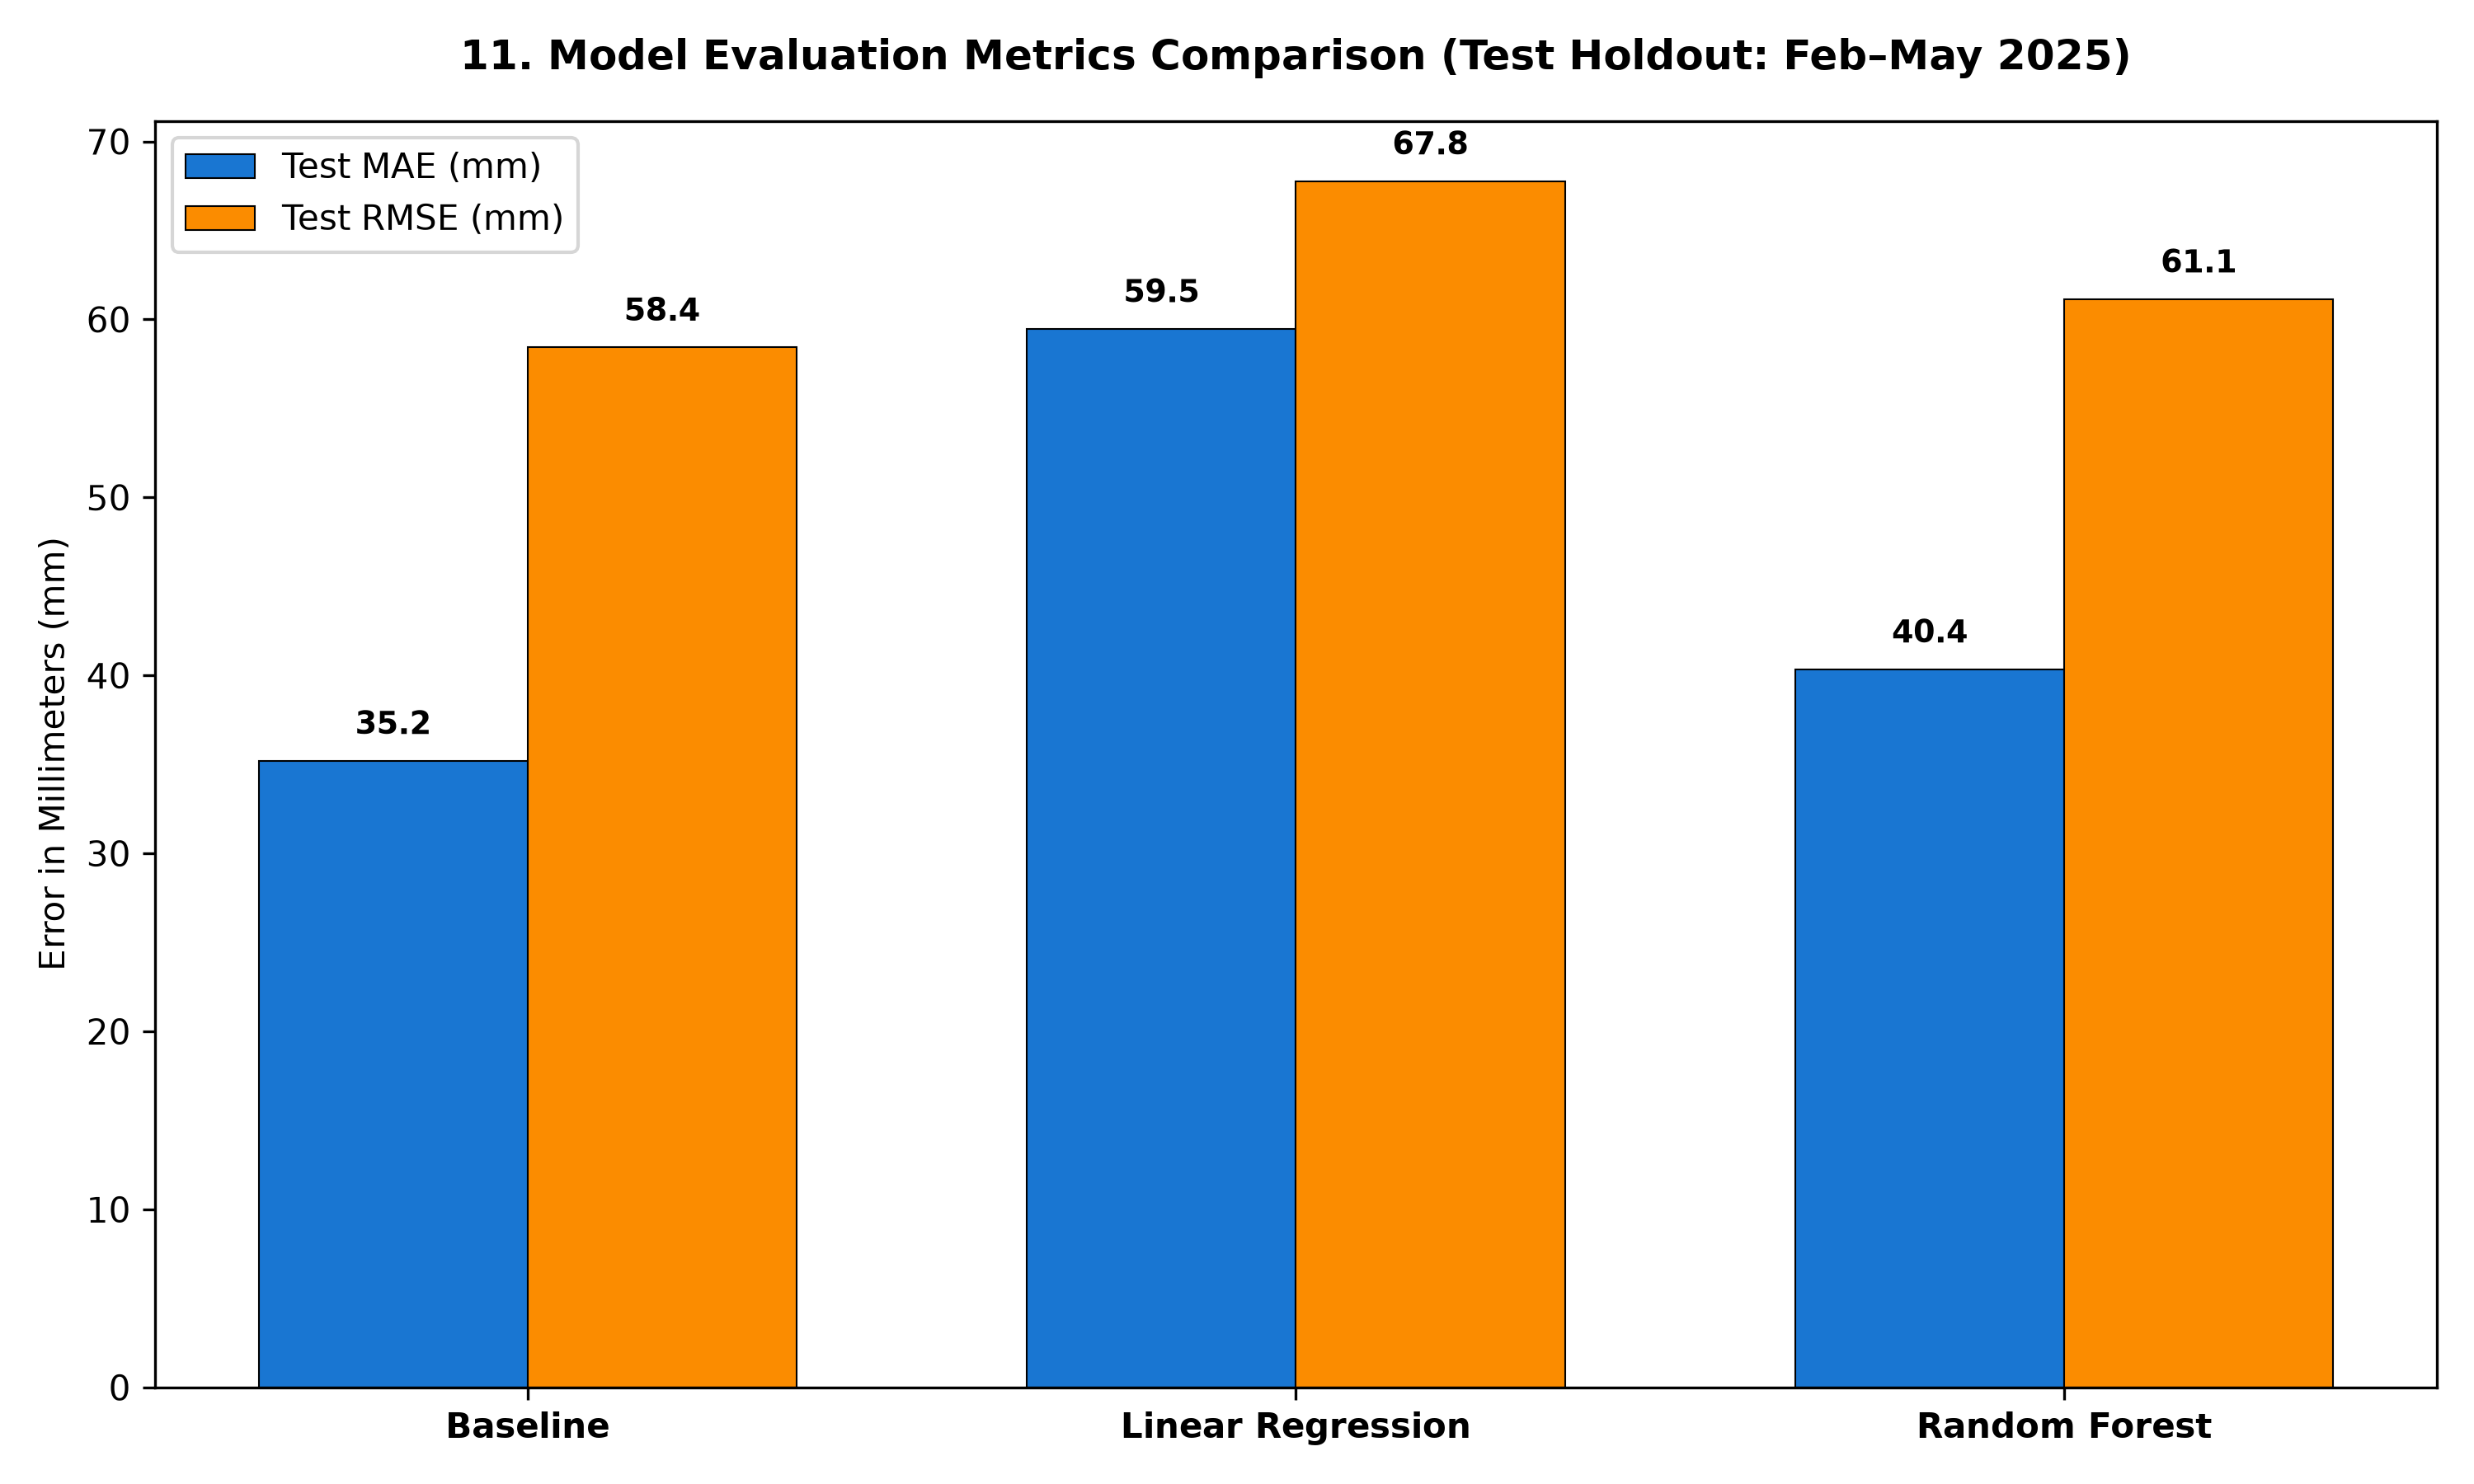 11. Model Evaluation Metrics Comparison (Test Holdout: Feb–May 2025)
Test MAE (mm)
Test RMSE (mm)
Error in Millimeters (mm)
70
60
50
40
30
20
10
0
35.2
58.4
59.5
67.8
40.4
61.1
Baseline
Linear Regression
Random Forest